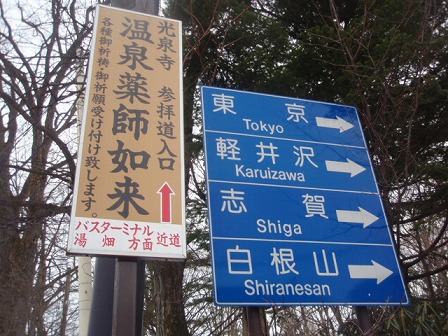 光泉寺 参拝道入口
温泉薬師如来
各種御祈祷・御祈願受け付け致します。
バスターミナル
湯畑 方面 近道
東京
Tokyo
軽井沢
Karuizawa
志賀
Shiga
白根山
Shiranesan